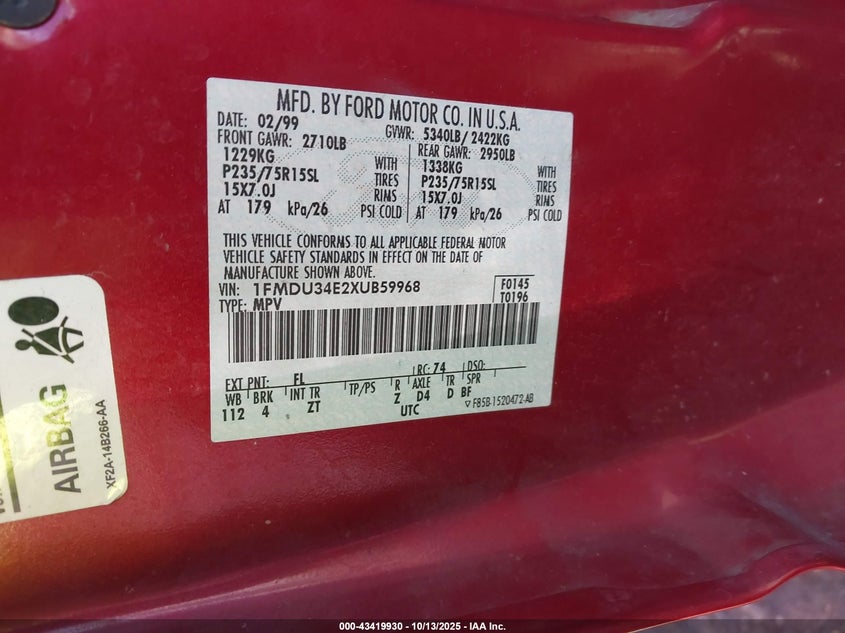 MFD. BY FORD MOTOR CO. IN U.S.A.
DATE: 02/99 GVWR: 5340LB/ 2422KG
FRONT GAWR: 2710LB REAR GAWR: 2950LB
1229KG WITH 1338KG WITH
P235/75R15SL TIRES P235/75R15SL TIRES
15X7.0J RIMS 15X7.0J RIMS
AT 179 kPa/26 PSI COLD AT 179 kPa/26 PSI COLD
THIS VEHICLE CONFORMS TO ALL APPLICABLE FEDERAL MOTOR
VEHICLE SAFETY STANDARDS IN EFFECT ON THE DATE OF
MANUFACTURE SHOWN ABOVE.
VIN: 1FMDU34E2XUB59968 F0145
TYPE: MPV T0196
EXT PNT: FL RC: 74 DSO:
WB BRK INT TR TP/PS R AXLE TR SPR
112 4 ZT Z D4 D BF
UTC ▽ F85B-1520472-AB
AIRBAG
XF2A-14B266-AA
000-43419930 - 10/13/2025 - IAA Inc.